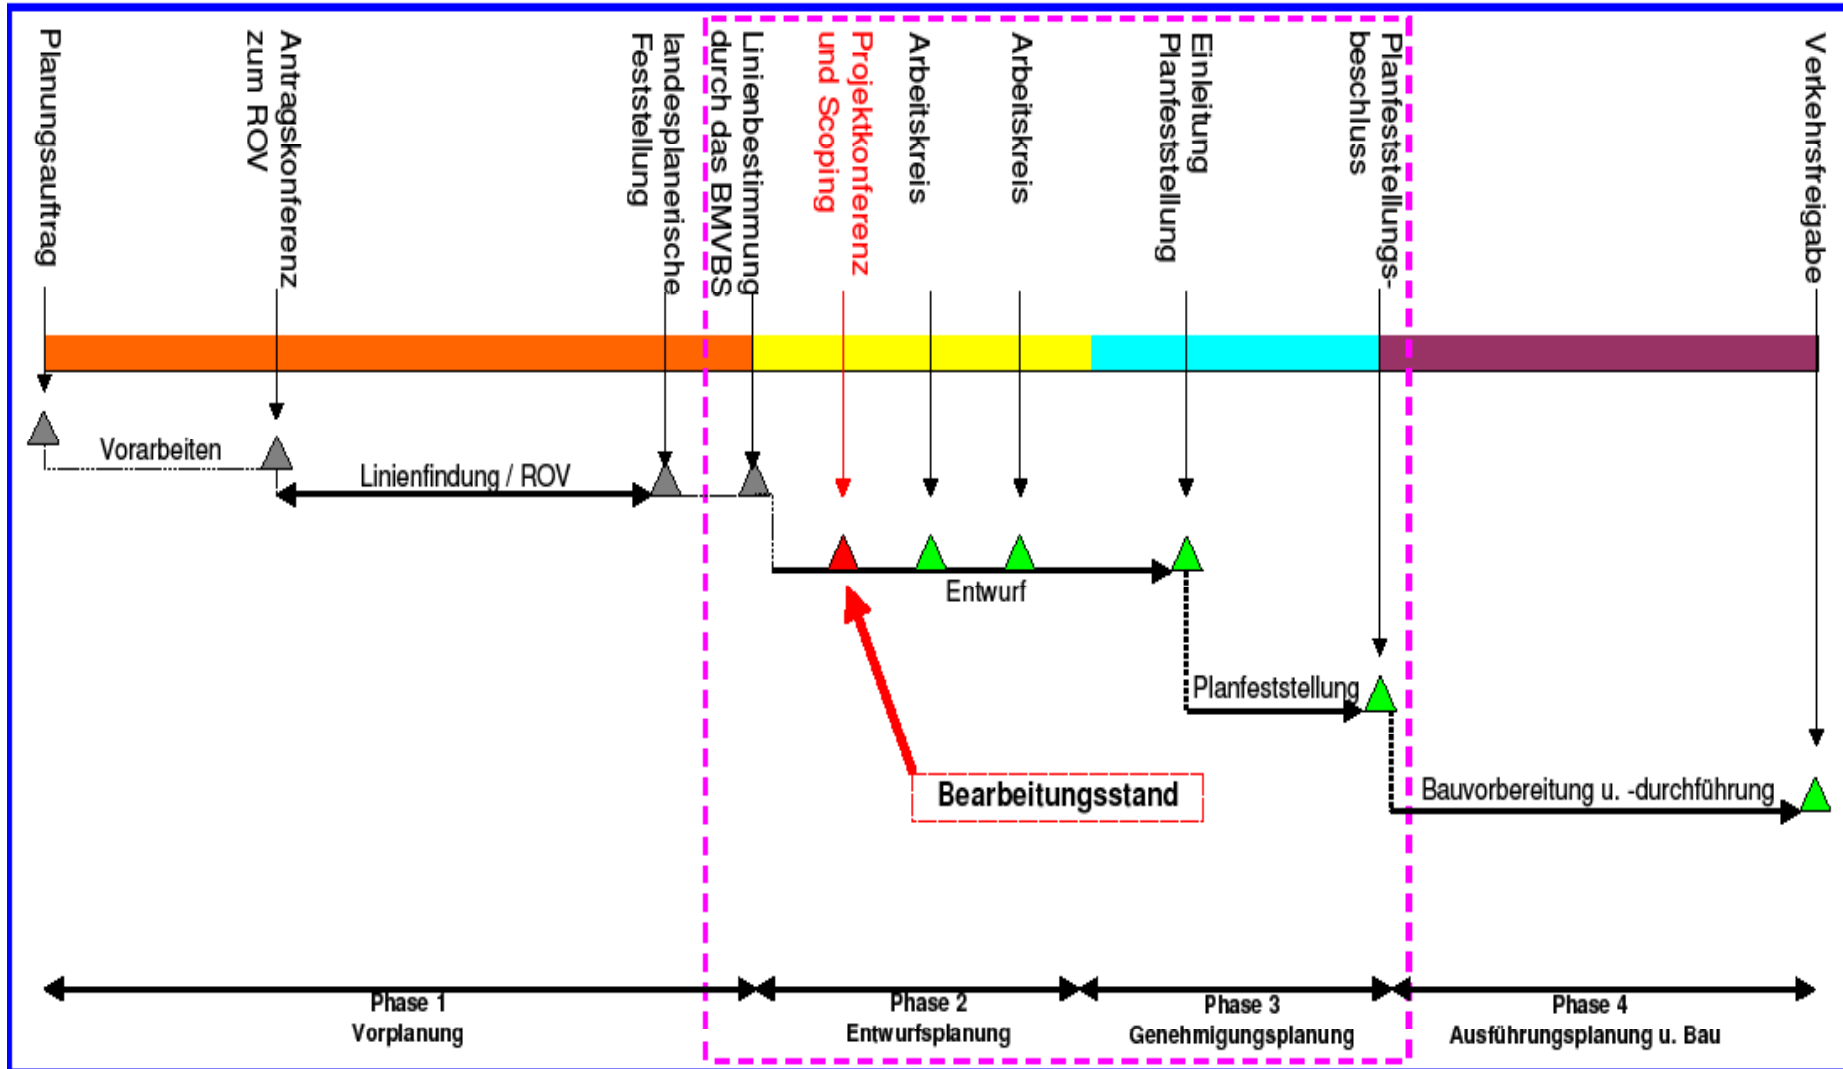 Planungsauftrag
Antragskonferenz
zum ROV
landesplanerische
Feststellung
Linienbestimmung
durch das BMVBS
Projektkonferenz
und Scoping
Arbeitskreis
Arbeitskreis
Einleitung
Planfeststellung
Planfeststellungs-
beschluss
Verkehrsfreigabe
Vorarbeiten
Linienfindung / ROV
Entwurf
Planfeststellung
Bearbeitungsstand
Bauvorbereitung u. -durchführung
Phase 1
Vorplanung
Phase 2
Entwurfsplanung
Phase 3
Genehmigungsplanung
Phase 4
Ausführungsplanung u. Bau